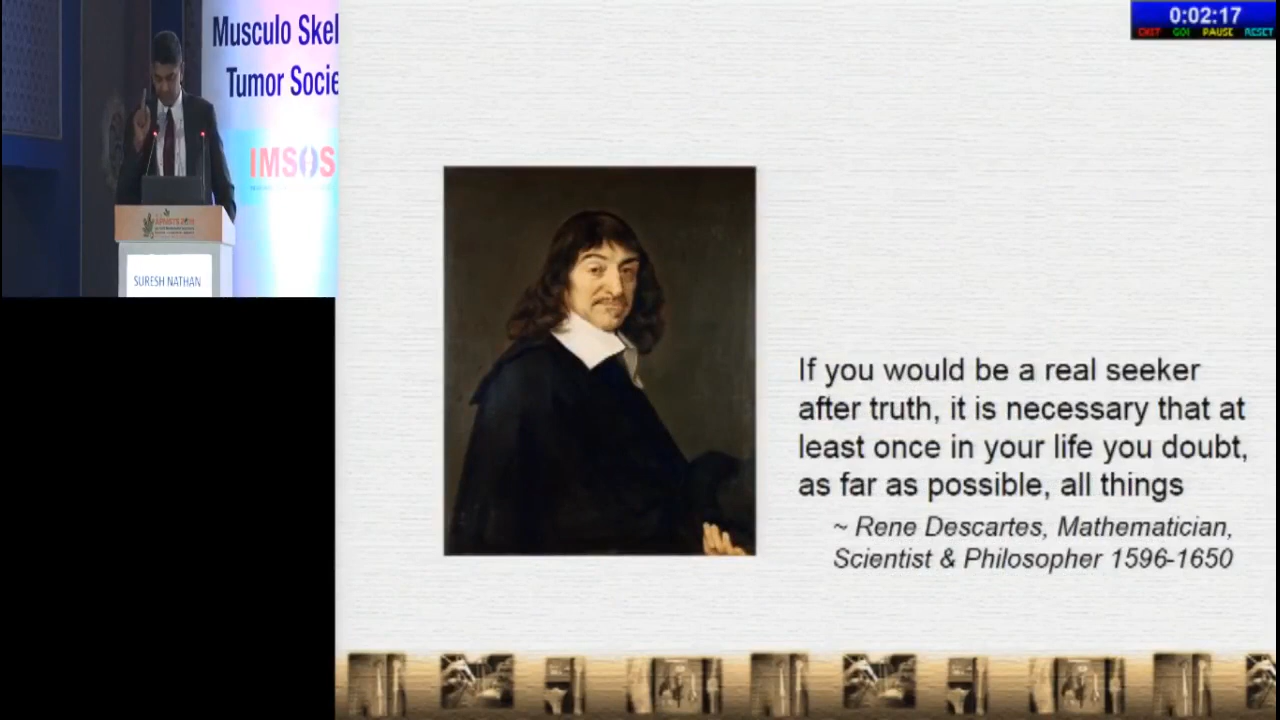 0:02:17
EXIT GO! PAUSE RESET
Musculo Skel
Tumor Socie
IMSOS
SURESH NATHAN
If you would be a real seeker
after truth, it is necessary that at
least once in your life you doubt,
as far as possible, all things
~ Rene Descartes, Mathematician,
Scientist & Philosopher 1596-1650